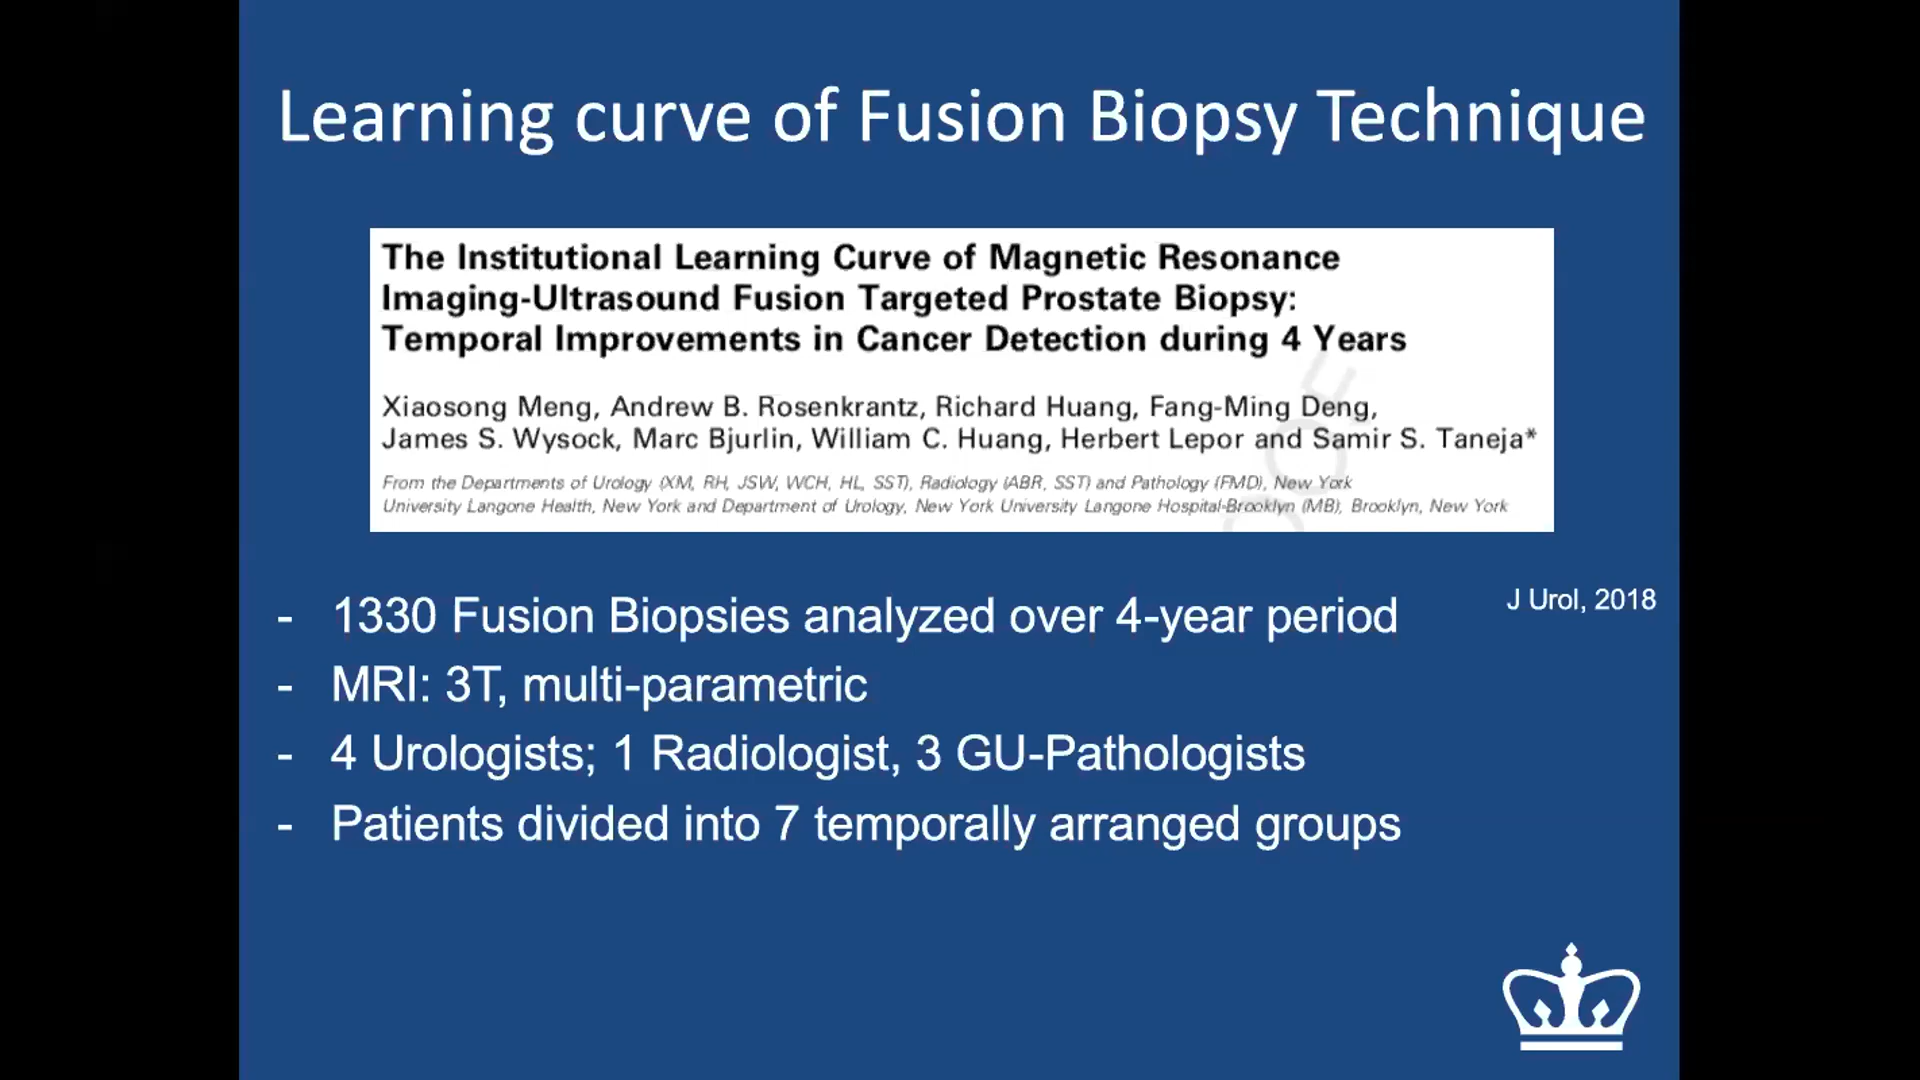 Learning curve of Fusion Biopsy Technique
The Institutional Learning Curve of Magnetic Resonance
Imaging-Ultrasound Fusion Targeted Prostate Biopsy:
Temporal Improvements in Cancer Detection during 4 Years
Xiaosong Meng, Andrew B. Rosenkrantz, Richard Huang, Fang-Ming Deng,
James S. Wysock, Marc Bjurlin, William C. Huang, Herbert Lepor and Samir S. Taneja*
From the Departments of Urology (XM, RH, JSW, WCH, HL, SST), Radiology (ABR, SST) and Pathology (FMD), New York
University Langone Health, New York and Department of Urology, New York University Langone Hospital-Brooklyn (MB), Brooklyn, New York
J Urol, 2018
- 1330 Fusion Biopsies analyzed over 4-year period
- MRI: 3T, multi-parametric
- 4 Urologists; 1 Radiologist, 3 GU-Pathologists
- Patients divided into 7 temporally arranged groups